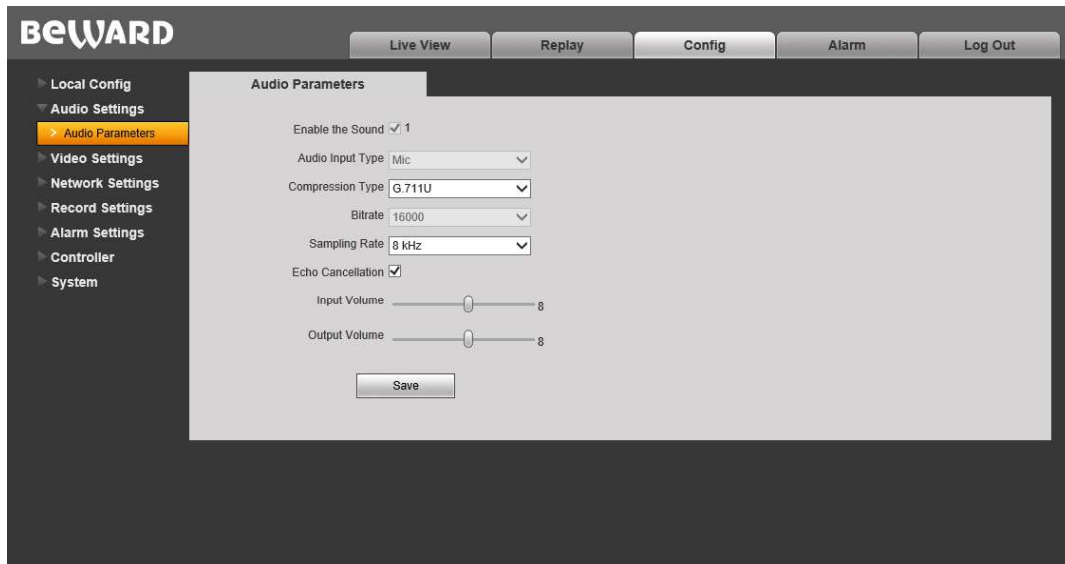 BEWARD
Live View Replay Config Alarm Log Out
Local Config
Audio Settings
> Audio Parameters
Video Settings
Network Settings
Record Settings
Alarm Settings
Controller
System
Audio Parameters
Enable the Sound 1
Audio Input Type Mic
Compression Type G.711U
Bitrate 16000
Sampling Rate 8 kHz
Echo Cancellation
Input Volume 8
Output Volume 8
Save